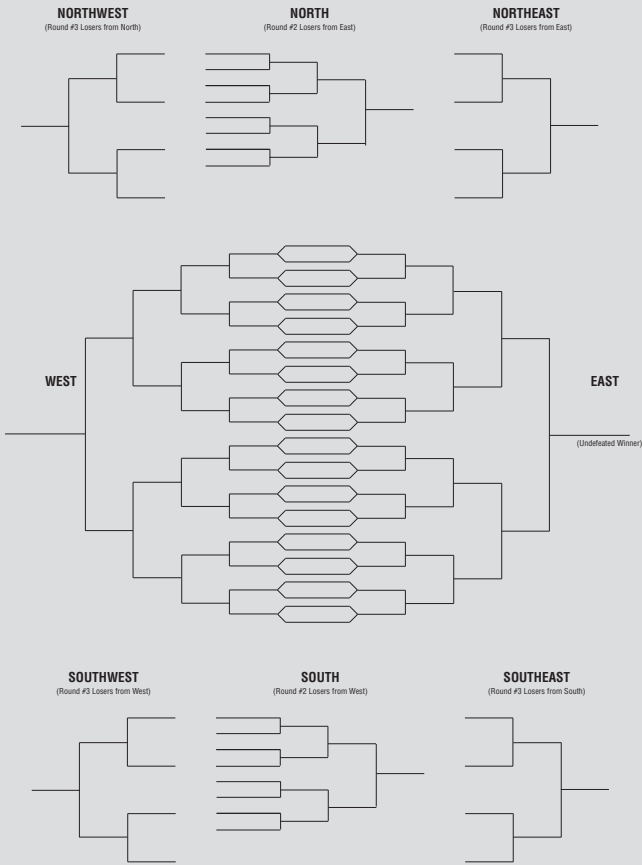 NORTHWEST
(Round #3 Losers from North)
NORTH
(Round #2 Losers from East)
NORTHEAST
(Round #3 Losers from East)
WEST
EAST
(Undefeated Winner)
SOUTHWEST
(Round #3 Losers from West)
SOUTH
(Round #2 Losers from West)
SOUTHEAST
(Round #3 Losers from South)